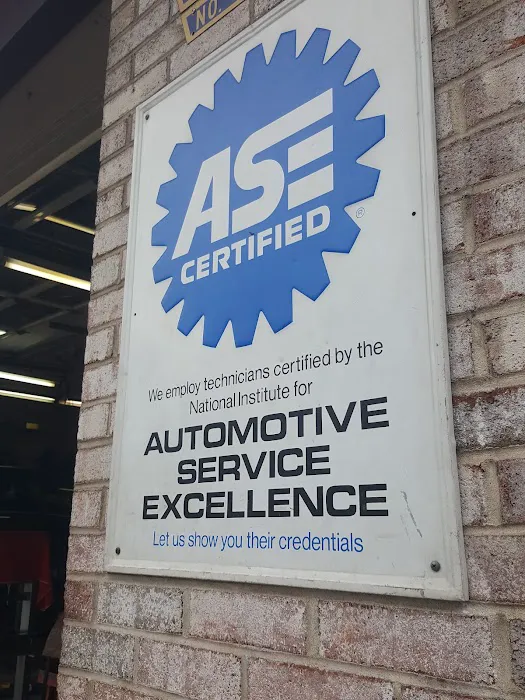 NO.
ASE
CERTIFIED
®
We employ technicians certified by the
National Institute for
AUTOMOTIVE
SERVICE
EXCELLENCE
Let us show you their credentials